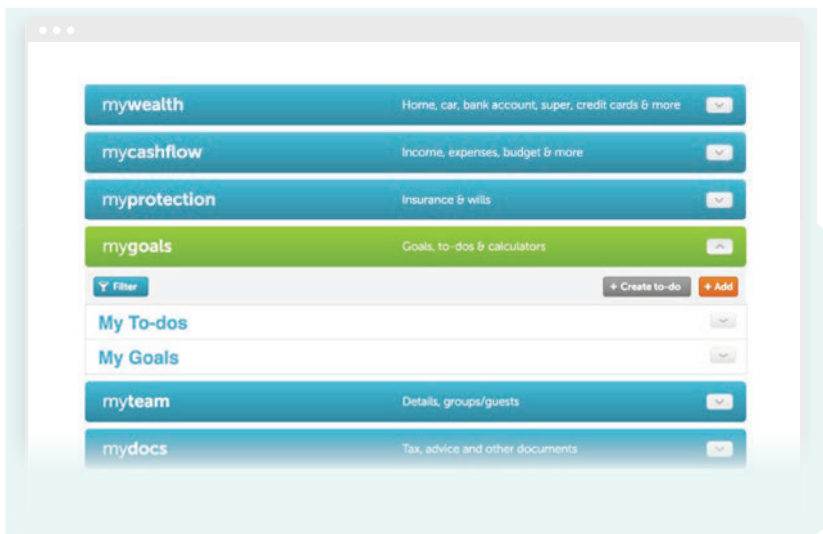 mywealth Home, car, bank account, super, credit cards & more
mycashflow Income, expenses, budget & more
myprotection Insurance & wills
mygoals Goals, to-dos & calculators
Filter + Create to-do + Add
My To-dos
My Goals
myteam Details, groups/guests
mydocs Tax, advice and other documents